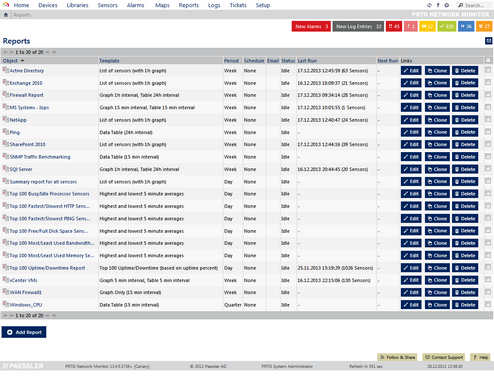 Home Devices Libraries Sensors Alarms Maps Reports Logs Tickets Setup Search...
Reports PRTG NETWORK MONITOR
New Alarms 3 New Log Entries 32
Reports
1 to 20 of 20
Object Template Period Schedule Email Status Last Run Next Run Links
Active Directory List of sensors (with 1h graph) Week None Idle 17.12.2013 12:45:59 (63 Sensors) - Edit Clone Delete
Exchange 2010 List of sensors (with 1h graph) Week None Idle 16.12.2013 18:09:37 (21 Sensors) - Edit Clone Delete
Firewall Report Graph 1h interval, Table 24h interval Week None Idle 17.12.2013 09:34:14 (28 Sensors) - Edit Clone Delete
MS Systems - Iops Graph 15 min interval, Table 15 min interval Week None Idle 17.12.2013 10:05:55 (1 Sensors) - Edit Clone Delete
NetApp List of sensors (with 1h graph) Week None Idle 17.12.2013 12:40:47 (24 Sensors) - Edit Clone Delete
Ping Data Table (24h interval) Week None Idle - - Edit Clone Delete
SharePoint 2010 List of sensors (with 1h graph) Week None Idle 17.12.2013 12:44:16 (39 Sensors) - Edit Clone Delete
SNMP Traffic Benchmarking Data Table (15 min interval) Week None Idle - - Edit Clone Delete
SQl Server Graph 1h interval, Table 24h interval Week None Idle 16.12.2013 20:44:45 (20 Sensors) - Edit Clone Delete
Summary report for all sensors List of sensors (with 1h graph) Day None Idle - - Edit Clone Delete
Top 100 Busy/Idle Processor Sensors Highest and lowest 5 minute averages Day None Idle - - Edit Clone Delete
Top 100 Fastest/Slowest HTTP Sens... Highest and lowest 5 minute averages Day None Idle - - Edit Clone Delete
Top 100 Fastest/Slowest PING Sens... Highest and lowest 5 minute averages Day None Idle - - Edit Clone Delete
Top 100 Free/Full Disk Space Sens... Highest and lowest 5 minute averages Day None Idle - - Edit Clone Delete
Top 100 Most/Least Used Bandwidth... Highest and lowest 5 minute averages Day None Idle - - Edit Clone Delete
Top 100 Most/Least Used Memory Se... Highest and lowest 5 minute averages Day None Idle - - Edit Clone Delete
Top 100 Uptime/Downtime Report Top 100 Uptime/Downtime (based on uptime percent) Day None Idle 25.11.2013 15:19:29 (1026 Sensors) - Edit Clone Delete
vCenter VMs Graph 5 min interval, Table 5 min interval Week None Idle 16.12.2013 22:15:06 (130 Sensors) - Edit Clone Delete
WAN Firewall1 Graph Only (15 min interval) Week None Idle - - Edit Clone Delete
Windows_CPU Data Table (15 min interval) Quarter None Idle - - Edit Clone Delete
1 to 20 of 20
Add Report
Follow & Share Contact Support Help
PAESSLER PRTG Network Monitor [Canary] Paessler AG PRTG System Administrator Refresh in